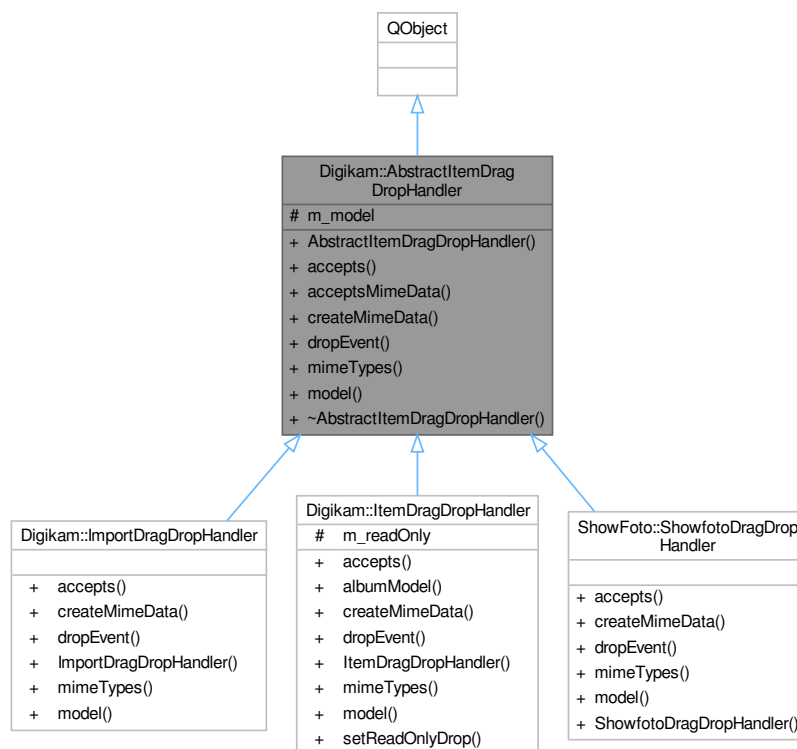 QObject
Digikam::AbstractItemDrag
DropHandler
# m_model
+ AbstractItemDragDropHandler()
+ accepts()
+ acceptsMimeData()
+ createMimeData()
+ dropEvent()
+ mimeTypes()
+ model()
+ ~AbstractItemDragDropHandler()
Digikam::ImportDragDropHandler
+ accepts()
+ createMimeData()
+ dropEvent()
+ ImportDragDropHandler()
+ mimeTypes()
+ model()
Digikam::ItemDragDropHandler
# m_readOnly
+ accepts()
+ albumModel()
+ createMimeData()
+ dropEvent()
+ ItemDragDropHandler()
+ mimeTypes()
+ model()
+ setReadOnlyDrop()
ShowFoto::ShowfotoDragDrop
Handler
+ accepts()
+ createMimeData()
+ dropEvent()
+ mimeTypes()
+ model()
+ ShowfotoDragDropHandler()